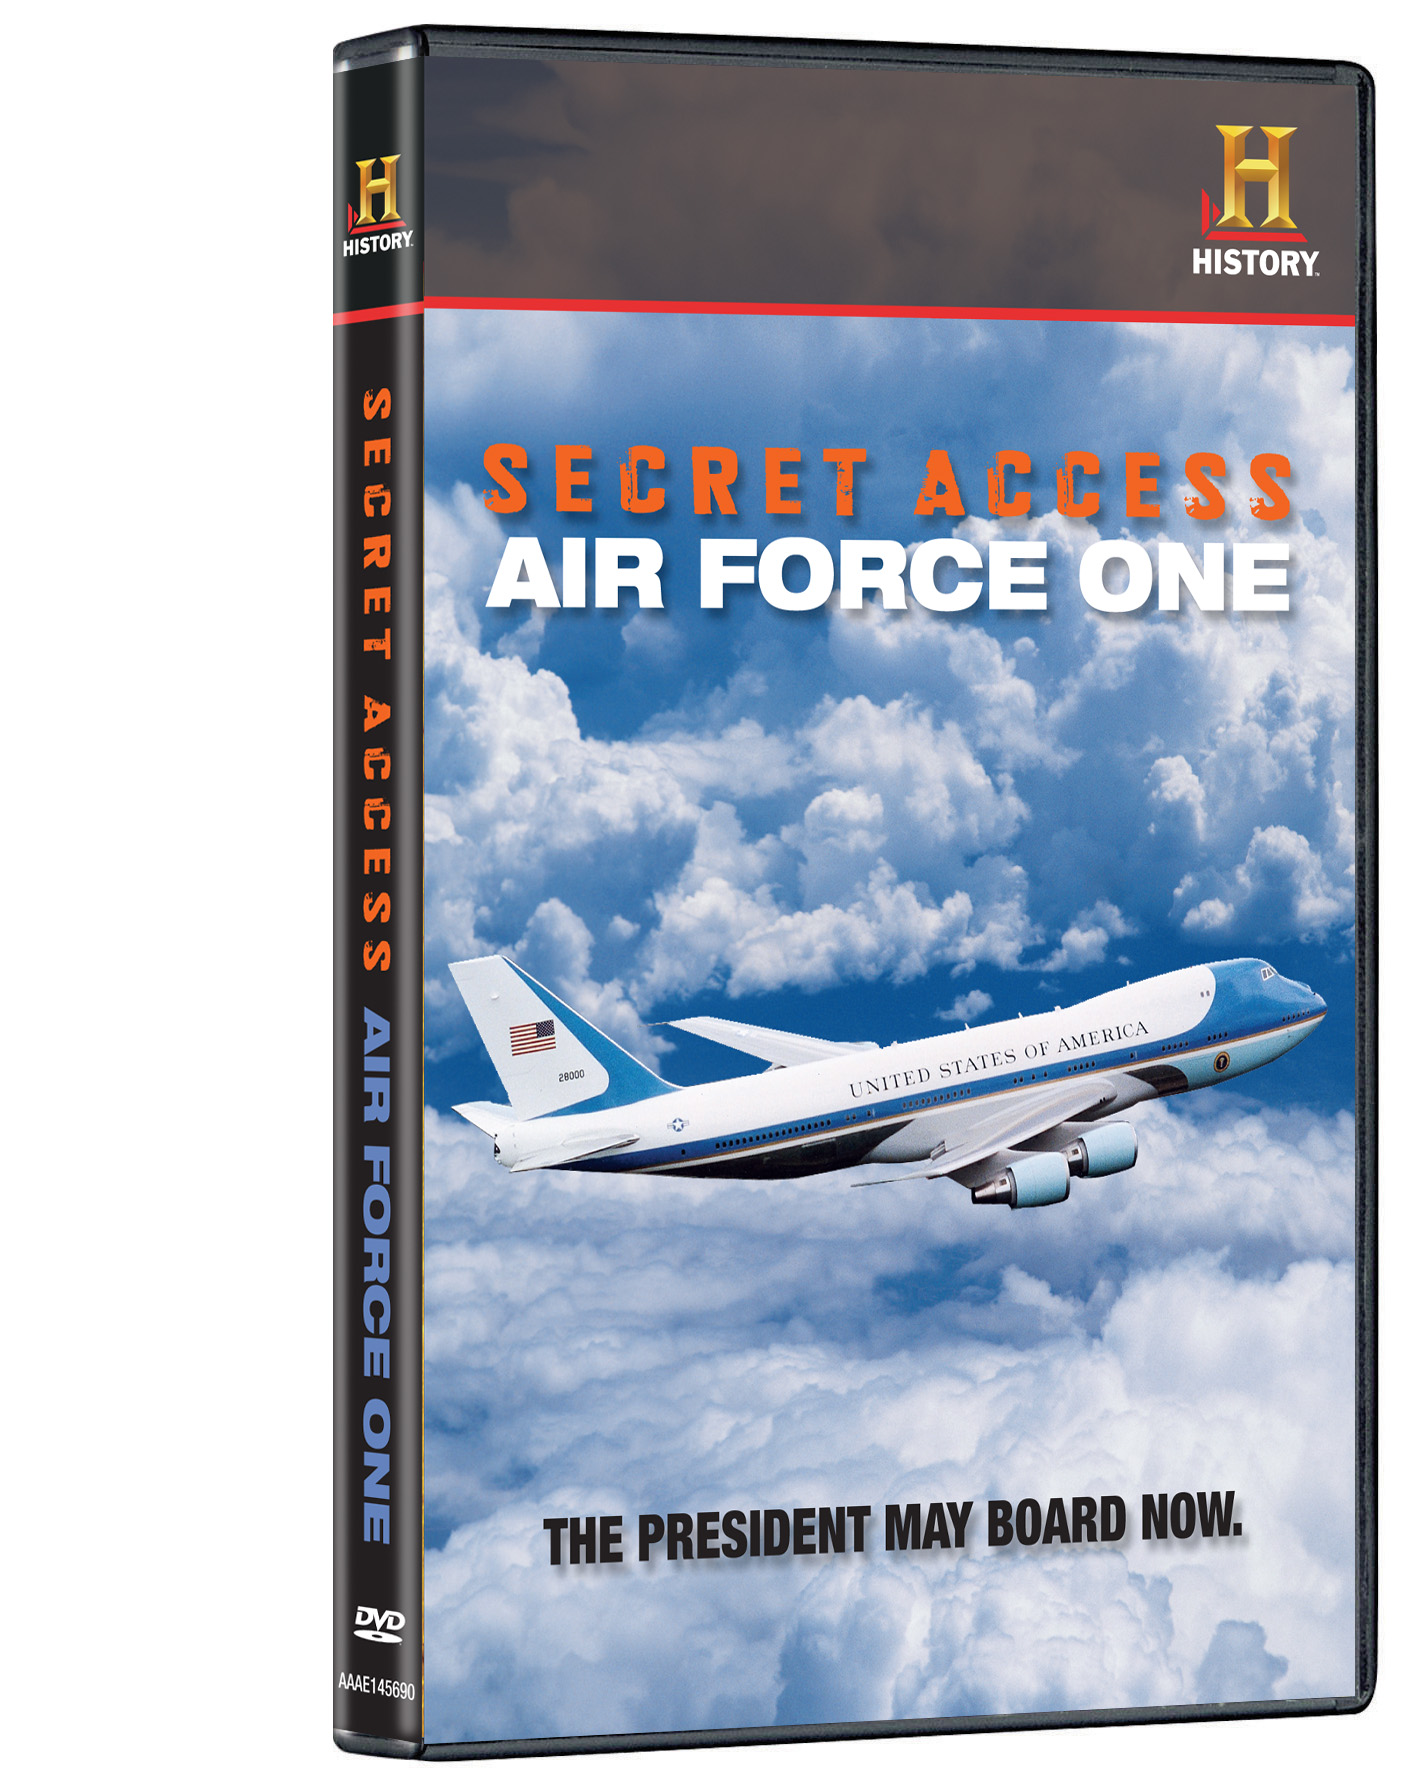 HISTORY
SECRET ACCESS AIR FORCE ONE
DVD
AAAE145690
H
HISTORY™
SECRET ACCESS
AIR FORCE ONE
28000
UNITED STATES OF AMERICA
THE PRESIDENT MAY BOARD NOW.